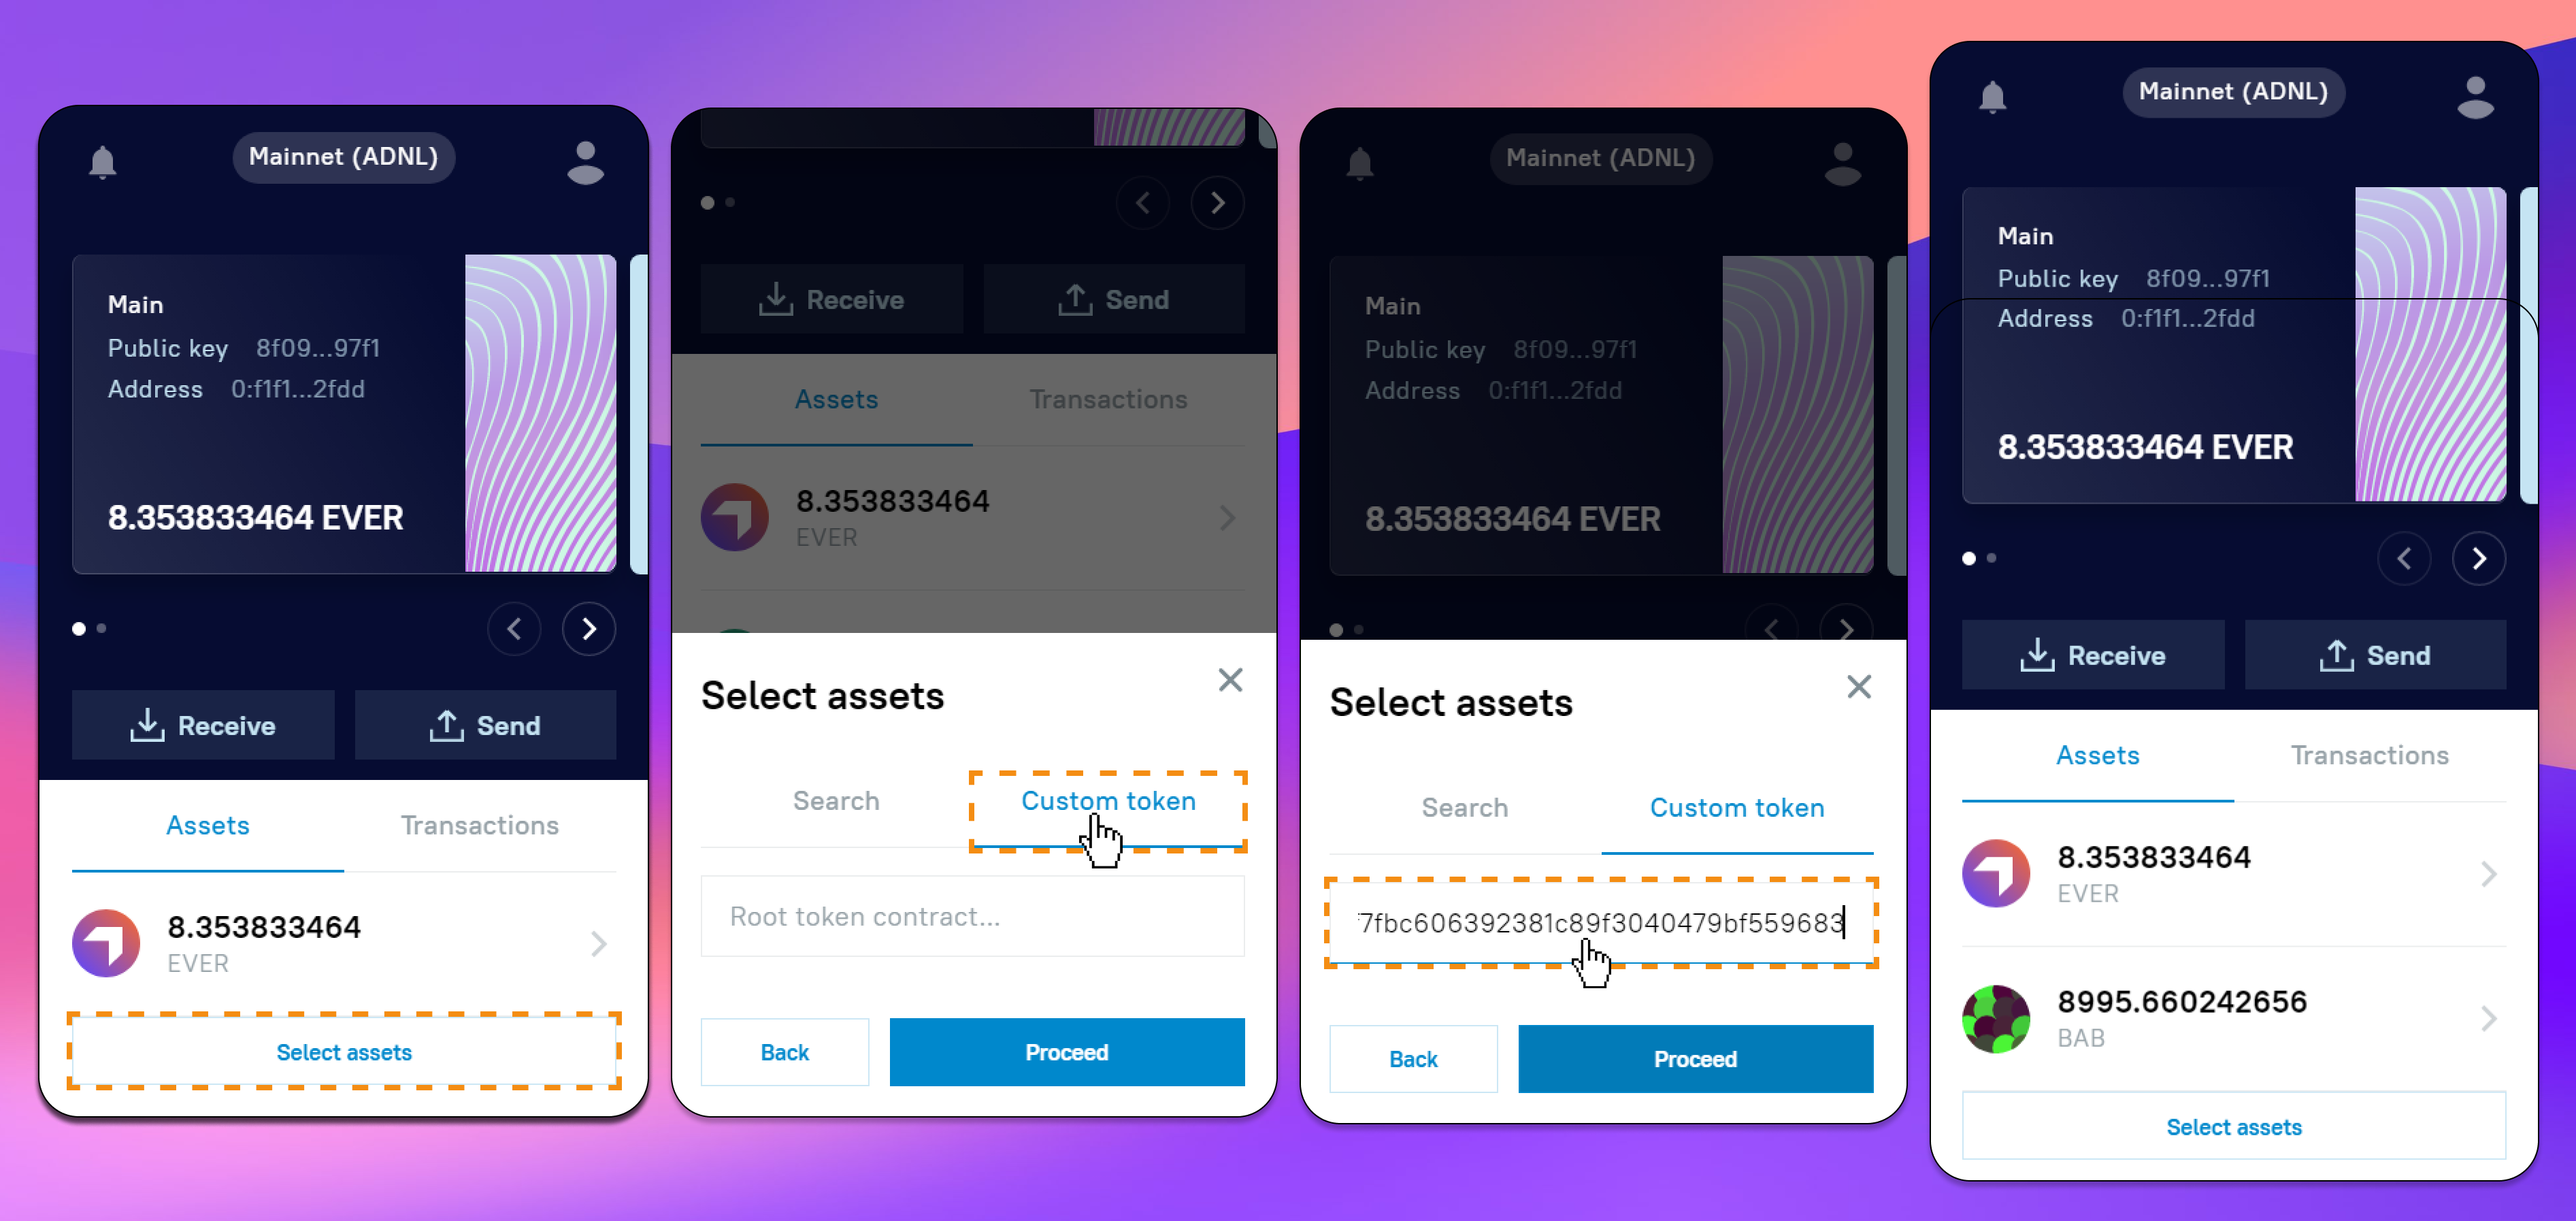 Mainnet (ADNL)
Main
Public key 8f09...97f1
Address 0:f1f1...2fdd
8.353833464 EVER
Receive
Send
Assets
Transactions
8.353833464
EVER
Select assets
Receive
Send
Assets
Transactions
8.353833464
EVER
Select assets
Search
Custom token
Root token contract...
Back
Proceed
Mainnet (ADNL)
Main
Public key 8f09...97f1
Address 0:f1f1...2fdd
8.353833464 EVER
Select assets
Search
Custom token
7fbc606392381c89f3040479bf559683
Back
Proceed
Mainnet (ADNL)
Main
Public key 8f09...97f1
Address 0:f1f1...2fdd
8.353833464 EVER
Receive
Send
Assets
Transactions
8.353833464
EVER
8995.660242656
BAB
Select assets